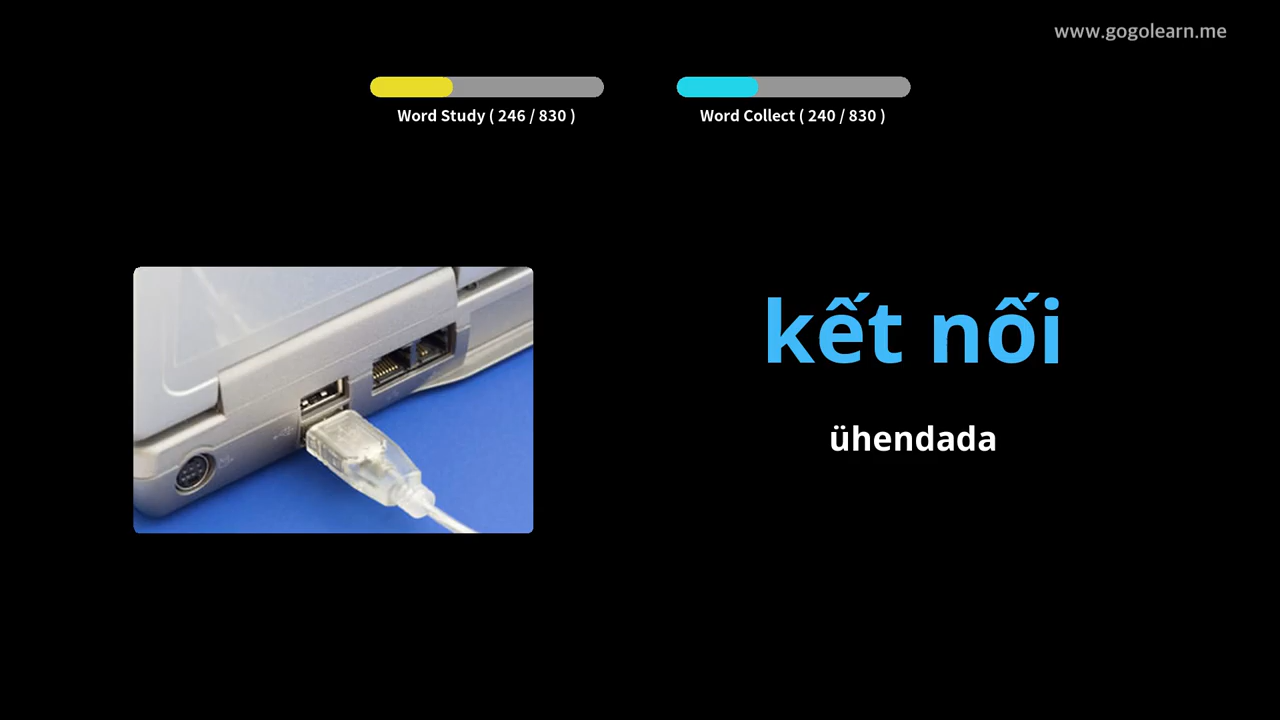 www.gogolearn.me
Word Study ( 246 / 830 )
Word Collect ( 240 / 830 )
kết nối
ühendada